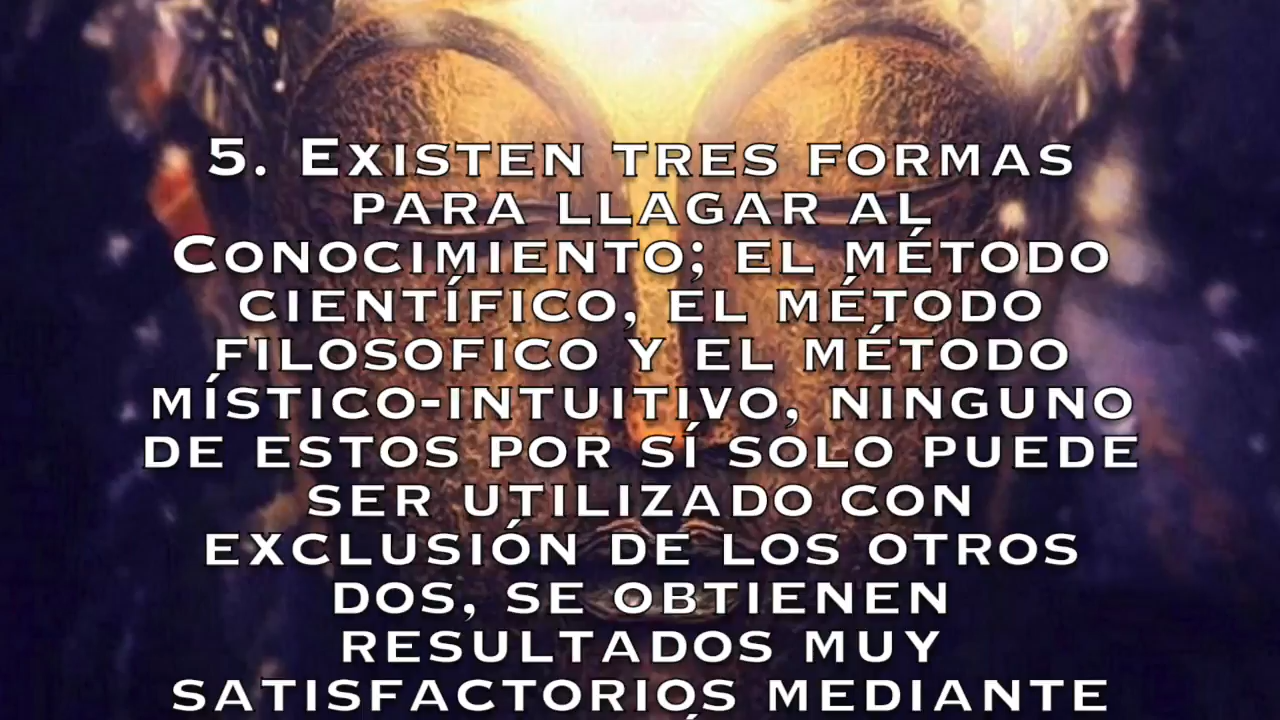 5. Existen tres formas
para llagar al
Conocimiento; el método
científico, el método
filosofico y el método
místico-intuitivo, ninguno
de estos por sí solo puede
ser utilizado con
exclusión de los otros
dos, se obtienen
resultados muy
satisfactorios mediante